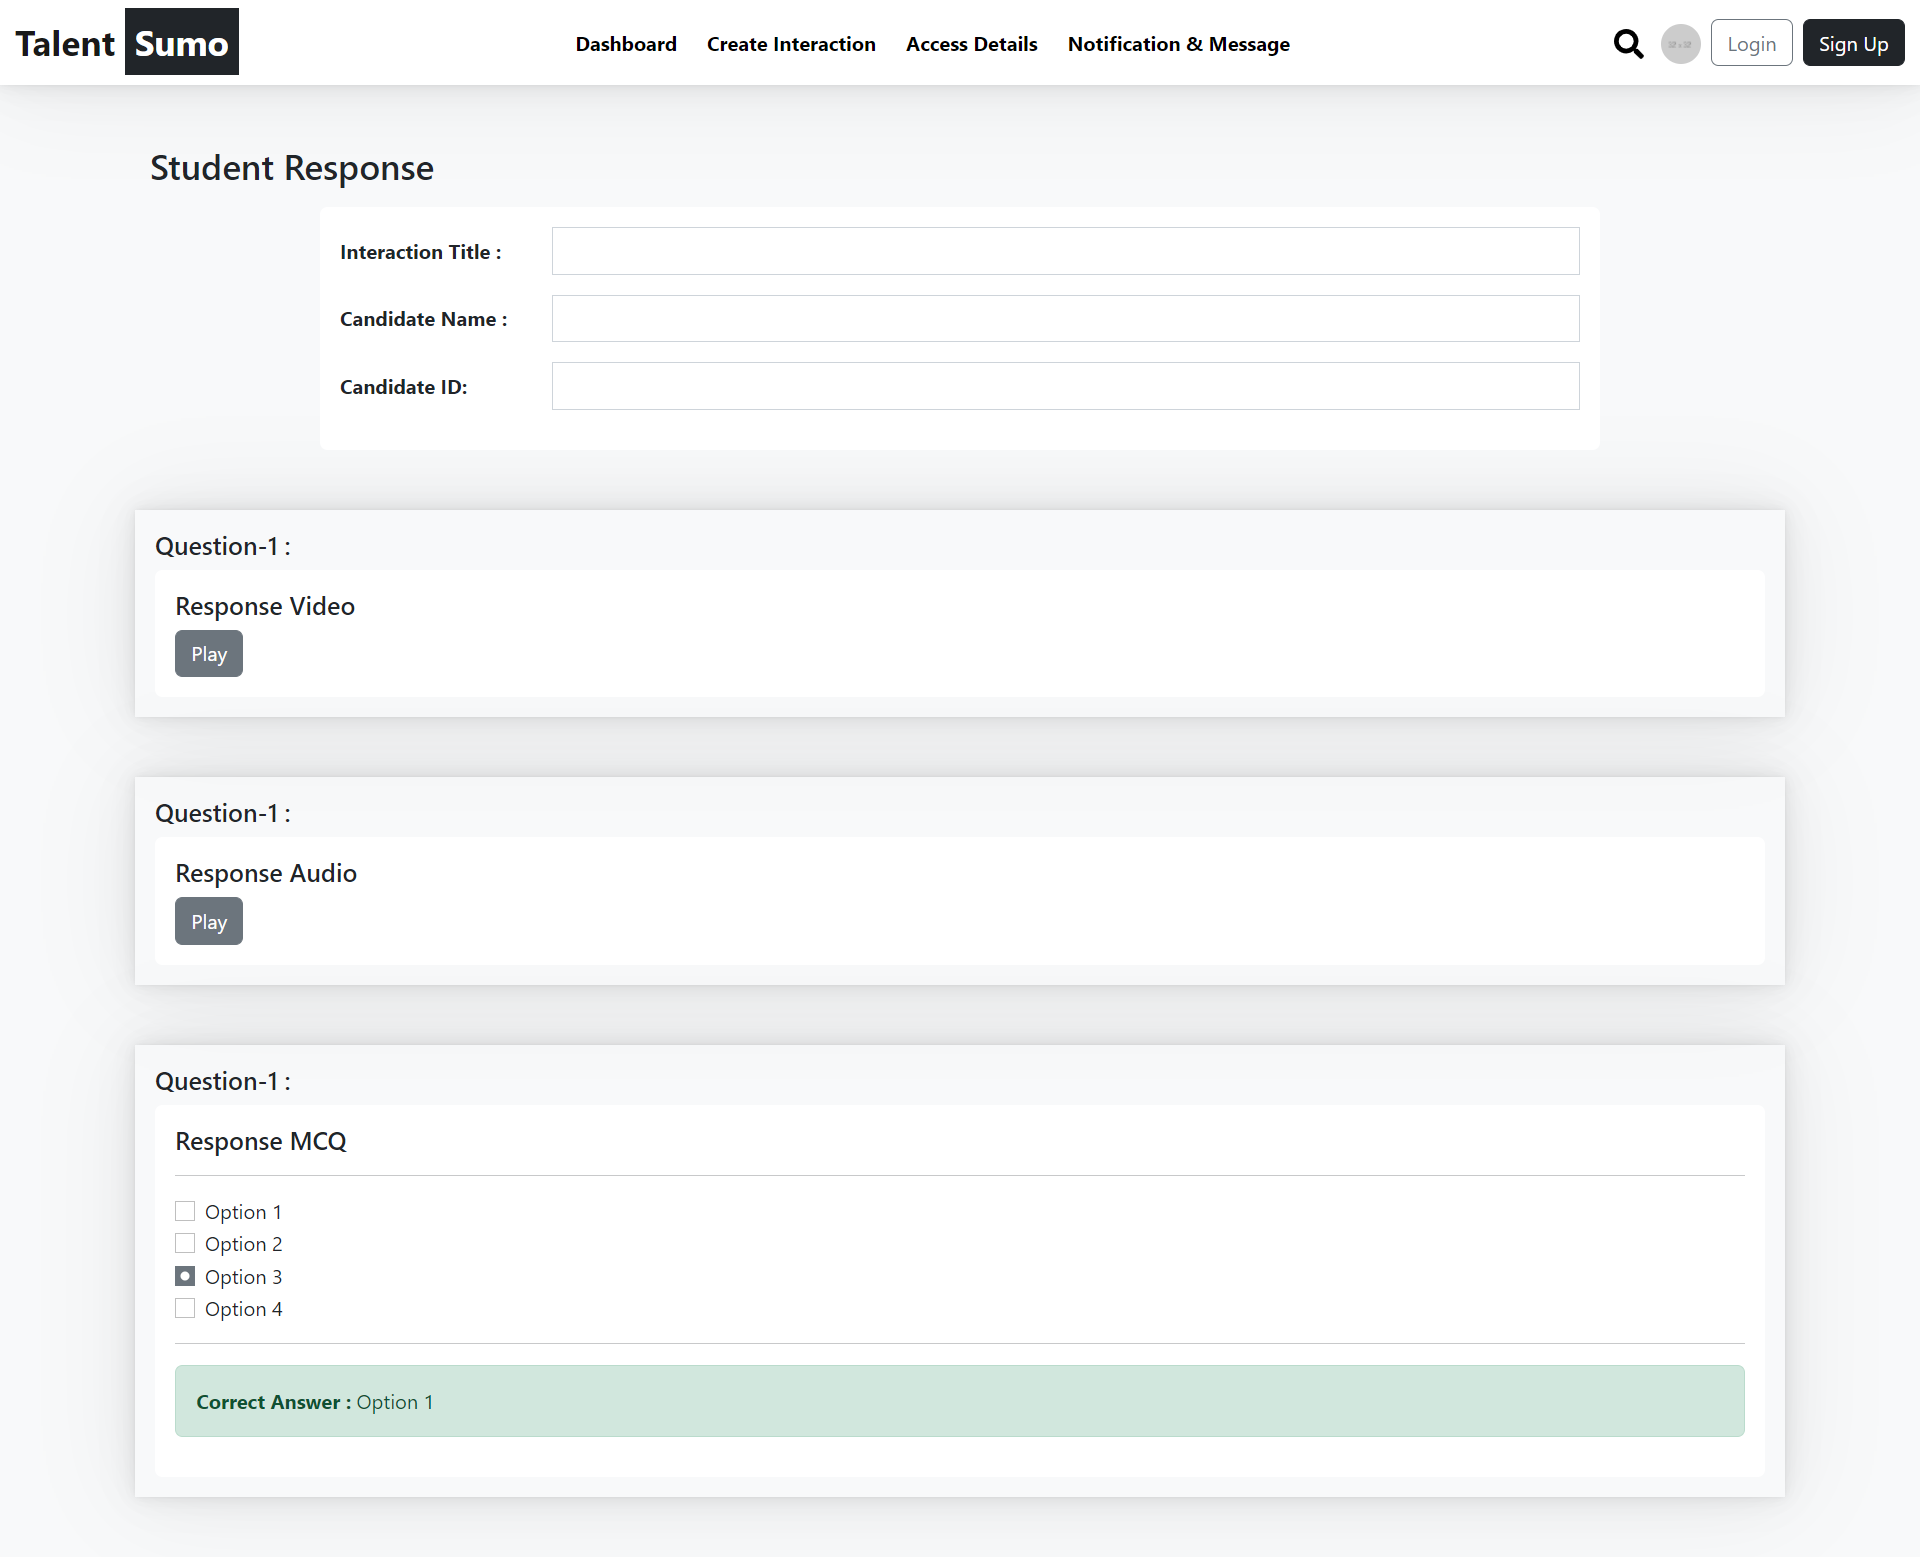 Talent Sumo
Dashboard Create Interaction Access Details Notification & Message
Login Sign Up
Student Response
Interaction Title :
Candidate Name :
Candidate ID:
Question-1 :
Response Video
Play
Question-1 :
Response Audio
Play
Question-1 :
Response MCQ
Option 1
Option 2
Option 3
Option 4
Correct Answer : Option 1